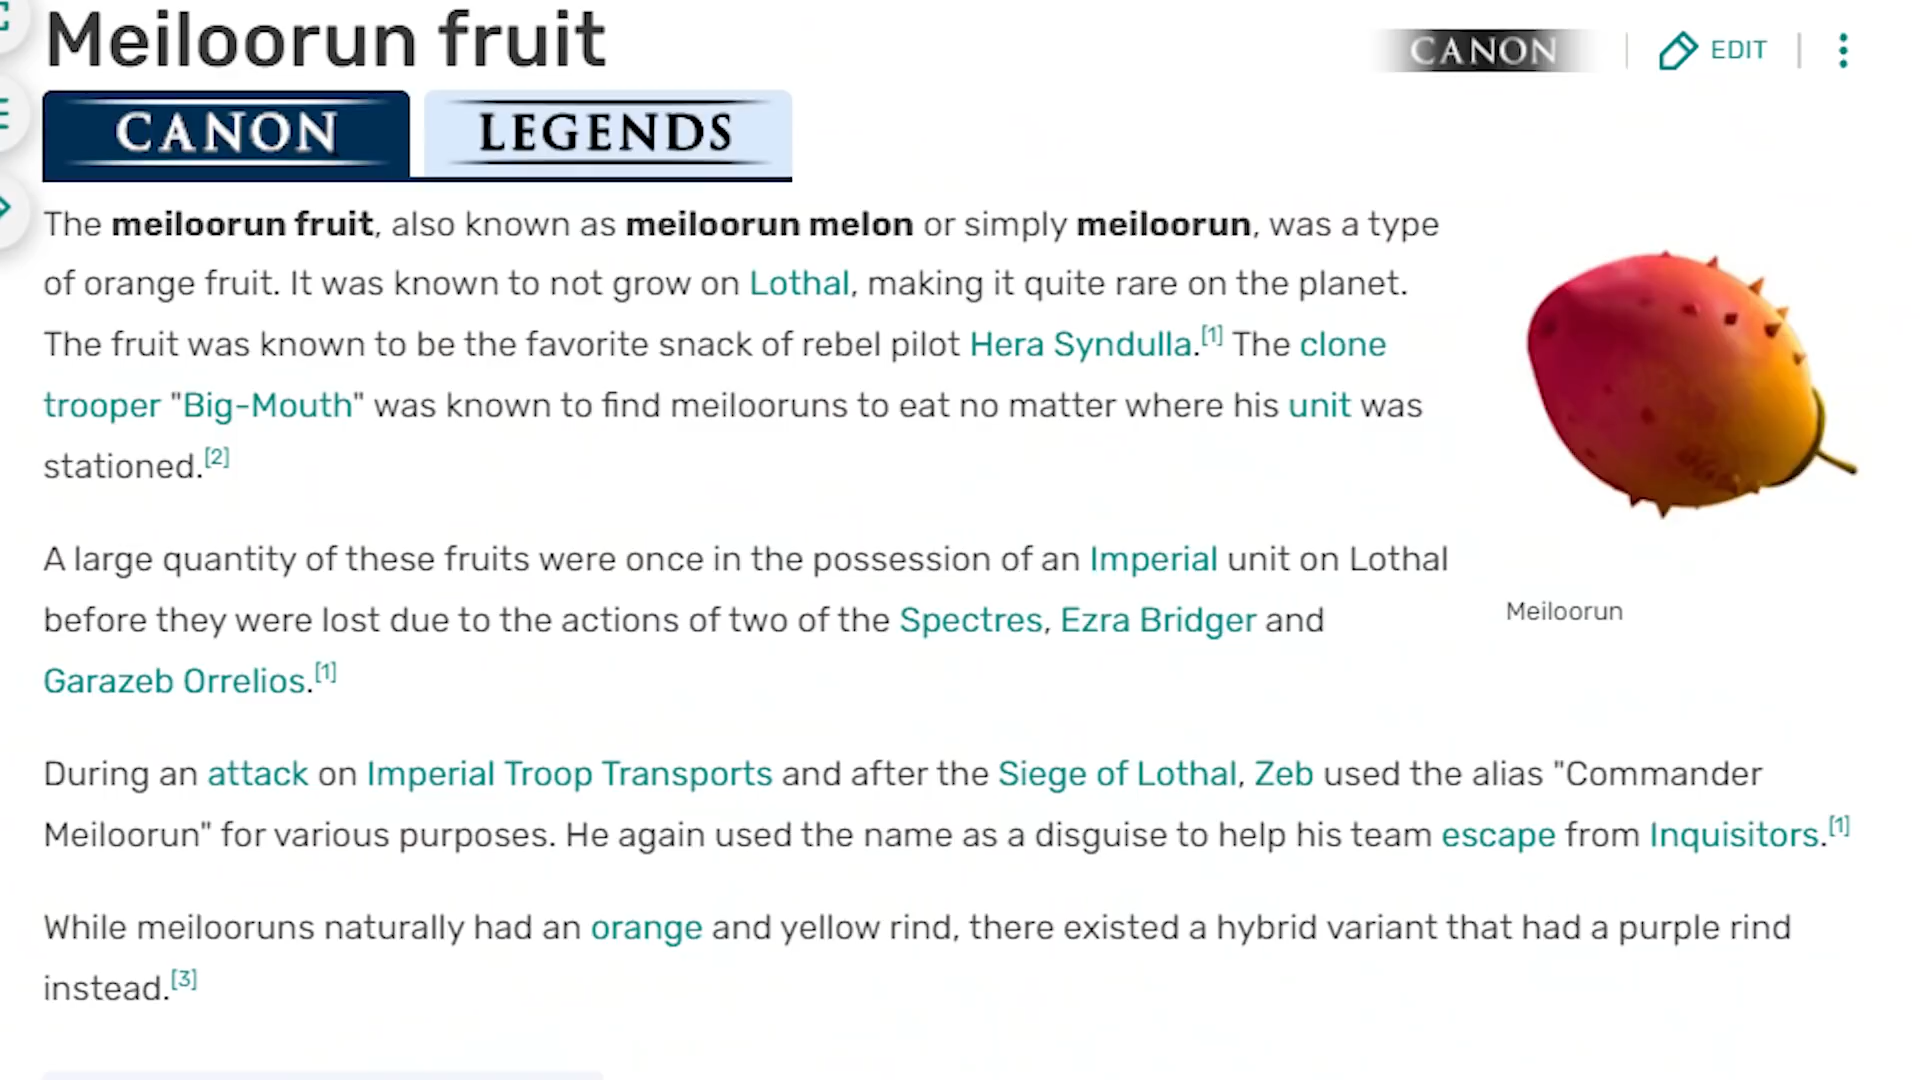 Meiloorun fruit
CANON
EDIT
CANON
LEGENDS
The meiloorun fruit, also known as meiloorun melon or simply meiloorun, was a type
of orange fruit. It was known to not grow on Lothal, making it quite rare on the planet.
The fruit was known to be the favorite snack of rebel pilot Hera Syndulla.[1] The clone
trooper "Big-Mouth" was known to find meilooruns to eat no matter where his unit was
stationed.[2]
A large quantity of these fruits were once in the possession of an Imperial unit on Lothal
before they were lost due to the actions of two of the Spectres, Ezra Bridger and
Garazeb Orrelios.[1]
Meiloorun
During an attack on Imperial Troop Transports and after the Siege of Lothal, Zeb used the alias "Commander
Meiloorun" for various purposes. He again used the name as a disguise to help his team escape from Inquisitors.[1]
While meilooruns naturally had an orange and yellow rind, there existed a hybrid variant that had a purple rind
instead.[3]